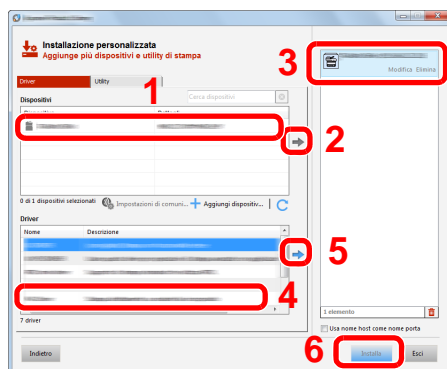 Installazione personalizzata
Aggiunge più dispositivi e utility di stampa
3
Modifica Elimina
Driver
Utility
1
Dispositivi
Cerca dispositivi
2
0 di 1 dispositivi selezionati
Impostazioni di comuni...
Aggiungi dispositiv...
Driver
Nome
Descrizione
5
4
7 driver
1 elemento
Usa nome host come nome porta
6
Indietro
Installa
Esci